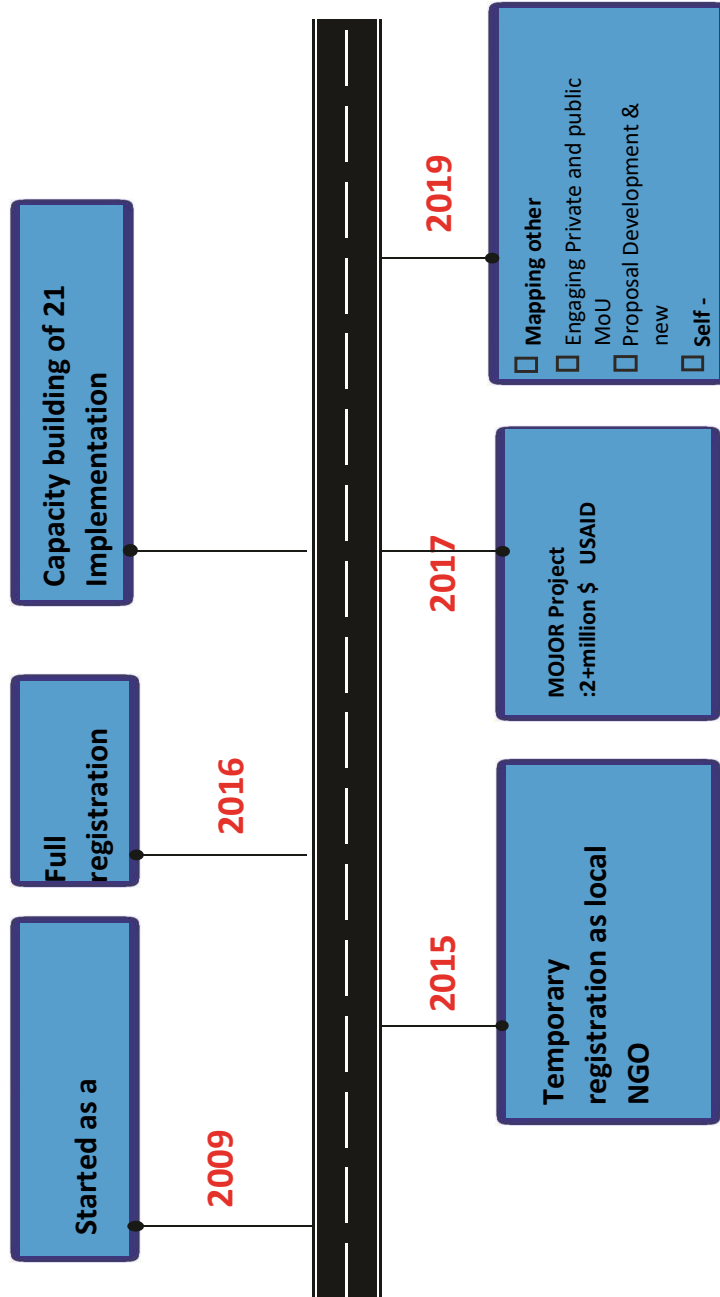 Started as a
2009
Full
registration
2016
Capacity building of 21
Implementation
2015
Temporary
registration as local
NGO
2017
MOJOR Project
:2+million $ USAID
2019
☐ Mapping other
☐ Engaging Private and public
MoU
☐ Proposal Development &
new
☐ Self -